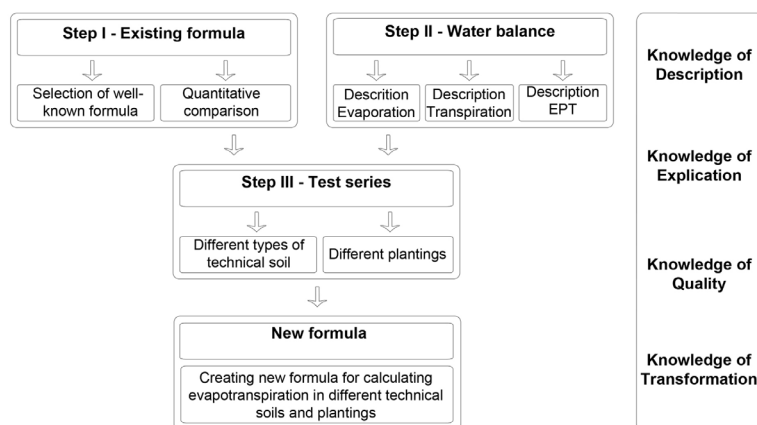 Step I - Existing formula
Selection of well-
known formula
Quantitative
comparison
Step II - Water balance
Descrition
Evaporation
Description
Transpiration
Description
EPT
Step III - Test series
Different types of
technical soil
Different plantings
New formula
Creating new formula for calculating
evapotranspiration in different technical
soils and plantings
Knowledge of
Description
Knowledge of
Explication
Knowledge of
Quality
Knowledge of
Transformation